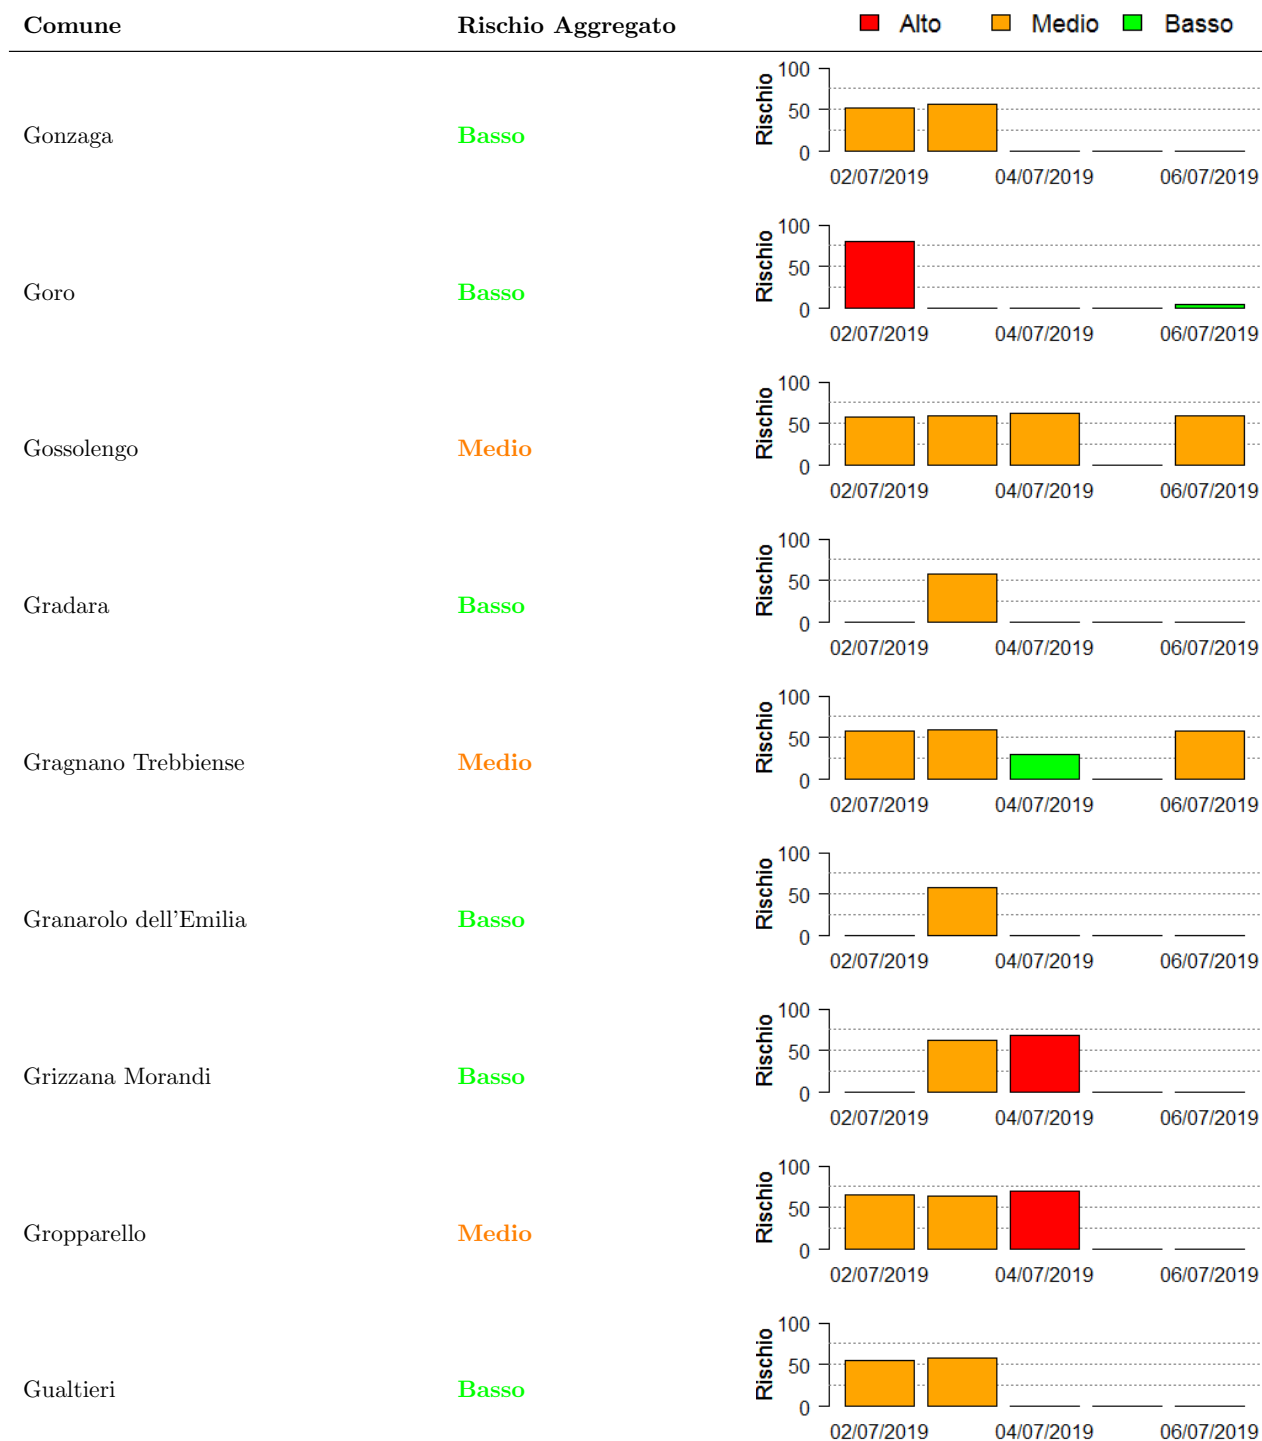 Comune Rischio Aggregato Alto Medio Basso
Gonzaga Basso Rischio 100 50 0
02/07/2019 04/07/2019 06/07/2019
Goro Basso Rischio 100 50 0
02/07/2019 04/07/2019 06/07/2019
Gossolengo Medio Rischio 100 50 0
02/07/2019 04/07/2019 06/07/2019
Gradara Basso Rischio 100 50 0
02/07/2019 04/07/2019 06/07/2019
Gragnano Trebbiense Medio Rischio 100 50 0
02/07/2019 04/07/2019 06/07/2019
Granarolo dell'Emilia Basso Rischio 100 50 0
02/07/2019 04/07/2019 06/07/2019
Grizzana Morandi Basso Rischio 100 50 0
02/07/2019 04/07/2019 06/07/2019
Gropparello Medio Rischio 100 50 0
02/07/2019 04/07/2019 06/07/2019
Gualtieri Basso Rischio 100 50 0
02/07/2019 04/07/2019 06/07/2019